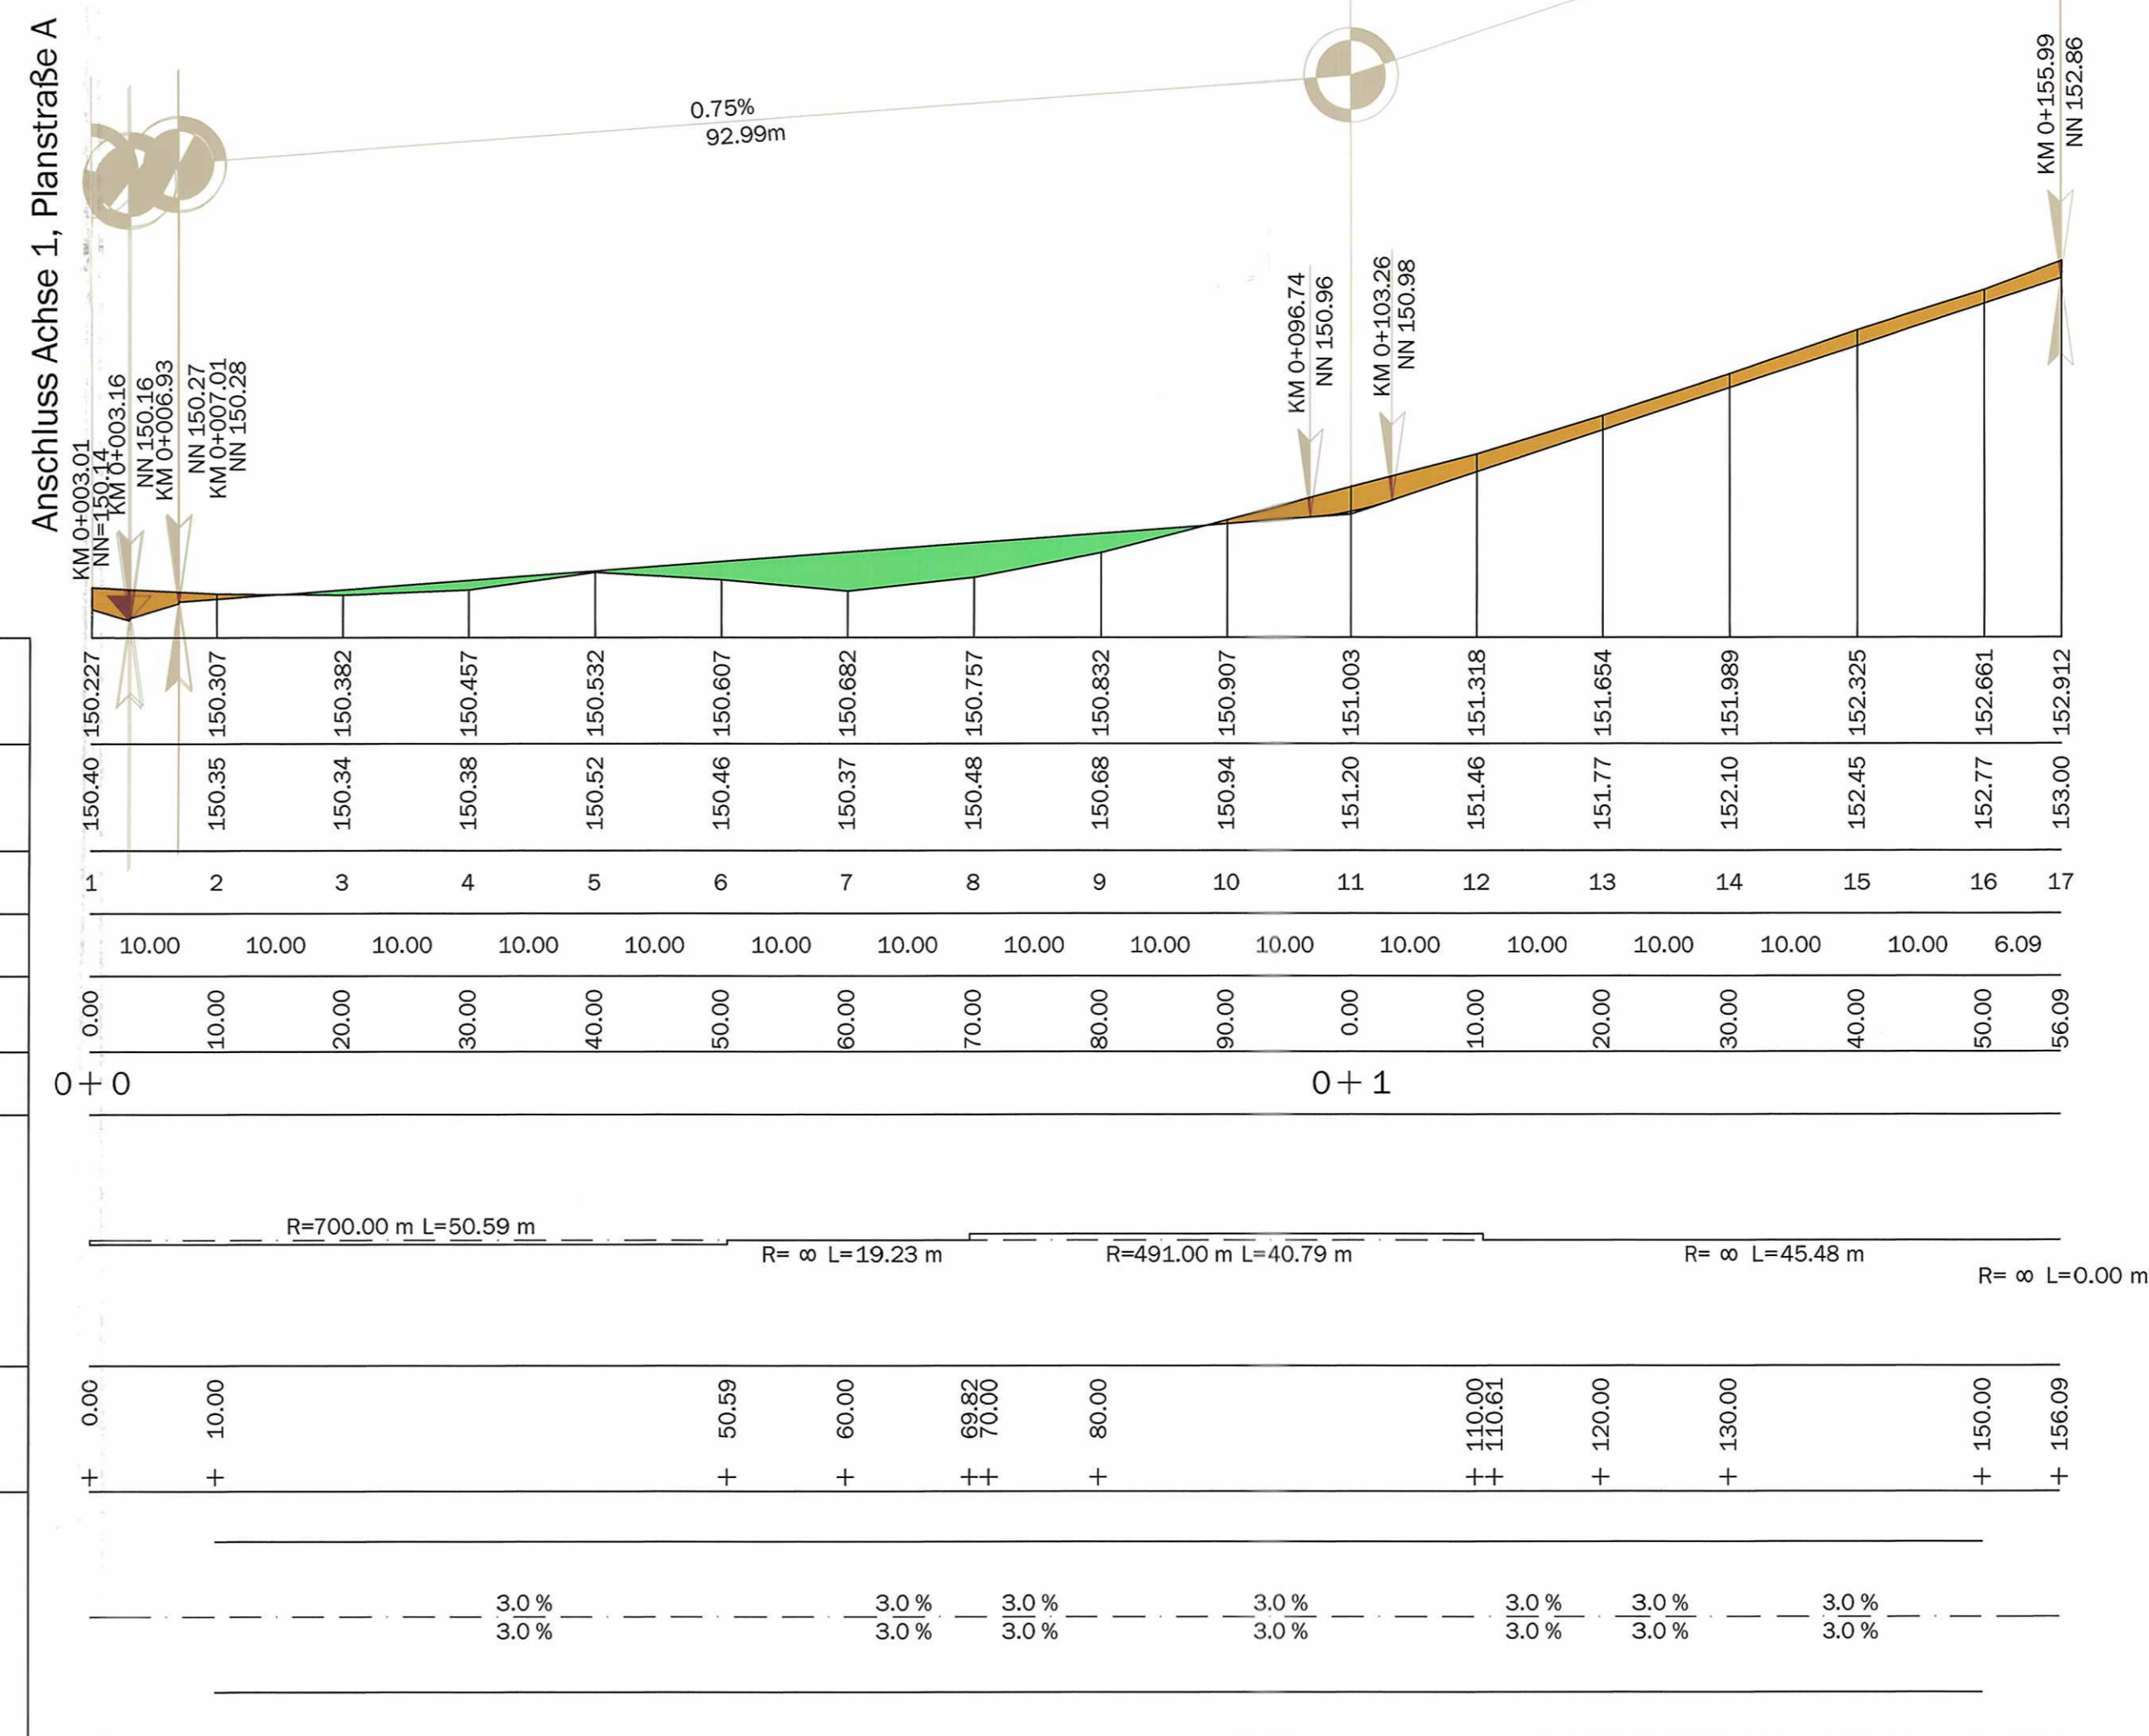 Anschluss Achse 1, Planstraße A
0.75%
92.99m
KM 0+003.01
NN=150.14
KM 0+003.16
NN 150.16
KM 0+006.93
NN 150.27
KM 0+007.01
NN 150.28
KM 0+096.74
NN 150.96
KM 0+103.26
NN 150.98
KM 0+155.99
NN 152.86
150.227 150.307 150.382 150.457 150.532 150.607 150.682 150.757 150.832 150.907 151.003 151.318 151.654 151.989 152.325 152.661 152.912
150.40 150.35 150.34 150.38 150.52 150.46 150.37 150.48 150.68 150.94 151.20 151.46 151.77 152.10 152.45 152.77 153.00
1 2 3 4 5 6 7 8 9 10 11 12 13 14 15 16 17
10.00 10.00 10.00 10.00 10.00 10.00 10.00 10.00 10.00 10.00 10.00 10.00 10.00 10.00 10.00 6.09
0.00 10.00 20.00 30.00 40.00 50.00 60.00 70.00 80.00 90.00 0.00 10.00 20.00 30.00 40.00 50.00 56.09
0+0 0+1
R=700.00 m L=50.59 m
R= ∞ L=19.23 m R=491.00 m L=40.79 m R= ∞ L=45.48 m
R= ∞ L=0.00 m
0.00 10.00 50.59 60.00 69.82 70.00 80.00 110.00 110.61 120.00 130.00 150.00 156.09
+ + + + + + + + + + + + +
3.0 % 3.0 % 3.0 % 3.0 % 3.0 % 3.0 % 3.0 %
3.0 % 3.0 % 3.0 % 3.0 % 3.0 % 3.0 % 3.0 %